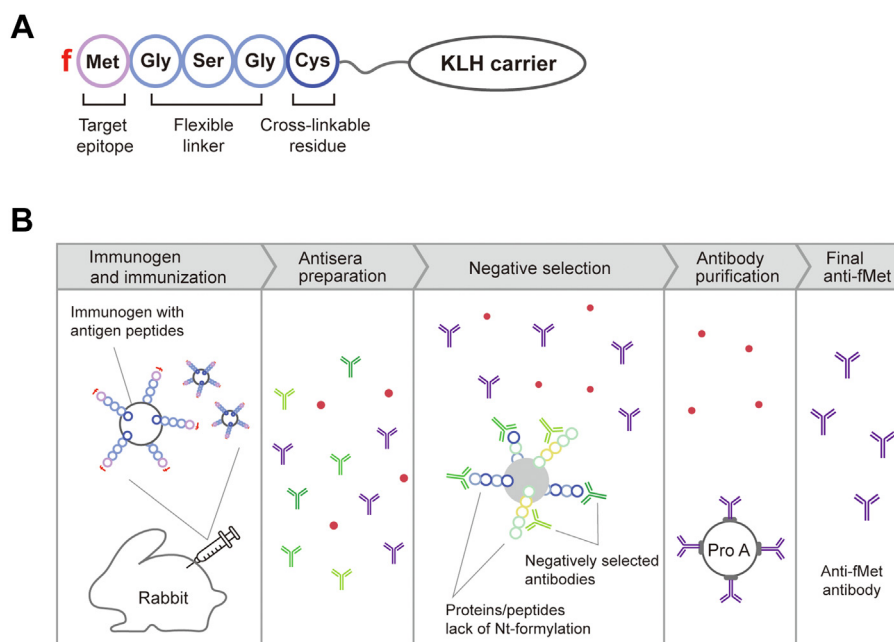 A
f Met Gly Ser Gly Cys KLH carrier
Target
epitope
Flexible
linker
Cross-linkable
residue
B
Immunogen
and immunization
Antisera
preparation
Negative selection
Antibody
purification
Final
anti-fMet
Immunogen with
antigen peptides
Rabbit
Negatively selected
antibodies
Proteins/peptides
lack of Nt-formylation
Pro A
Anti-fMet
antibody